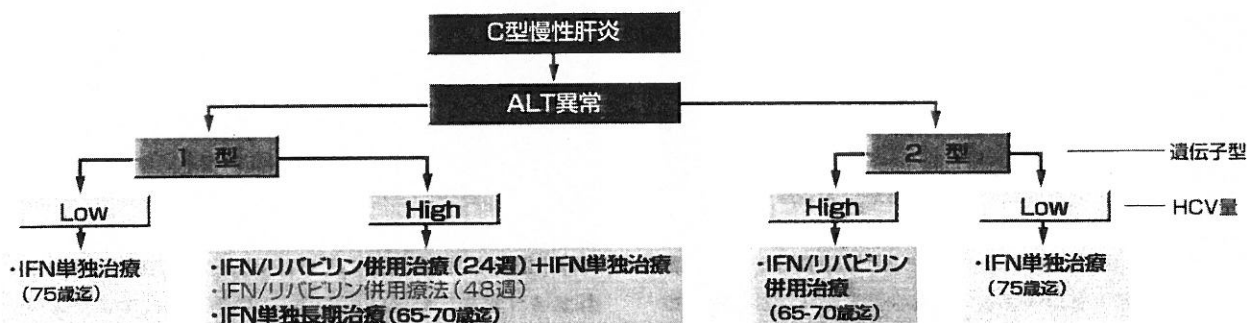 C型慢性肝炎
ALT異常
1 型
2 型
遺伝子型
Low
High
High
Low
HCV量
・IFN単独治療
(75歳迄)
・IFN/リバビリン併用治療(24週)+IFN単独治療
・IFN/リバビリン併用療法(48週)
・IFN単独長期治療(65-70歳迄)
・IFN/リバビリン
併用治療
(65-70歳迄)
・IFN単独治療
(75歳迄)